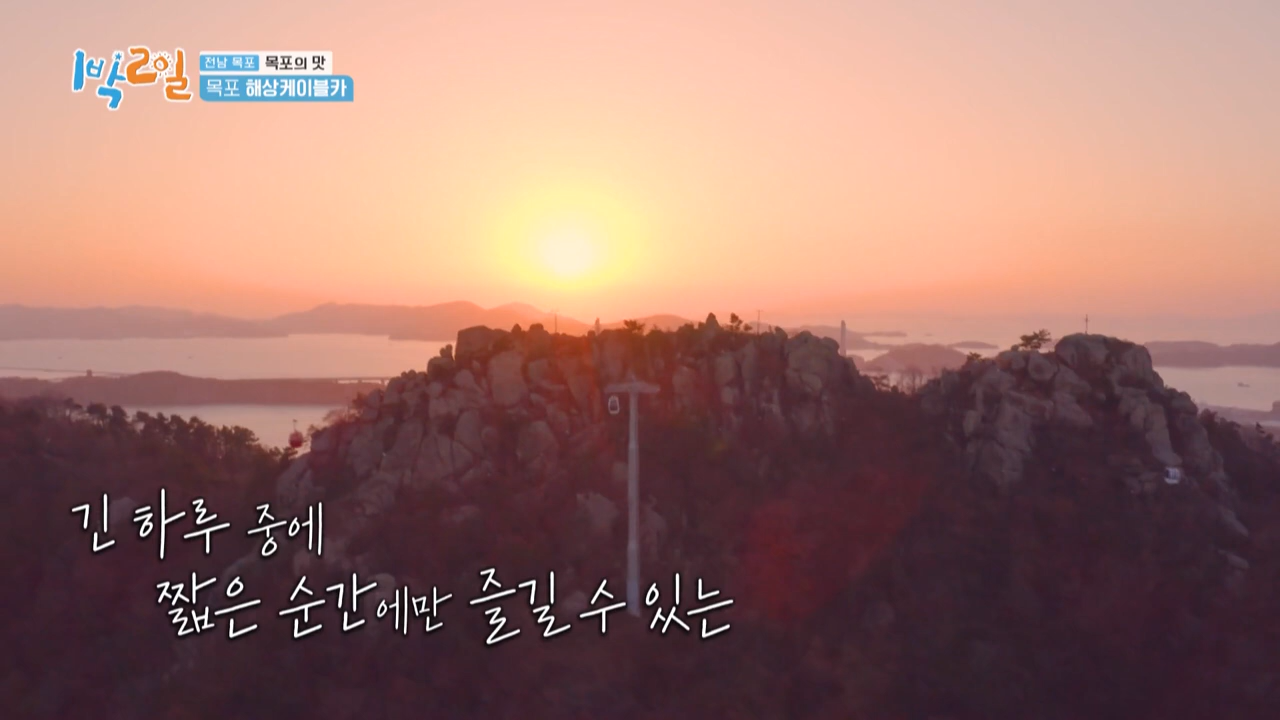 1박2일
전남 목포 목포의 맛
목포 해상케이블카
긴 하루 중에
짧은 순간에만 즐길 수 있는